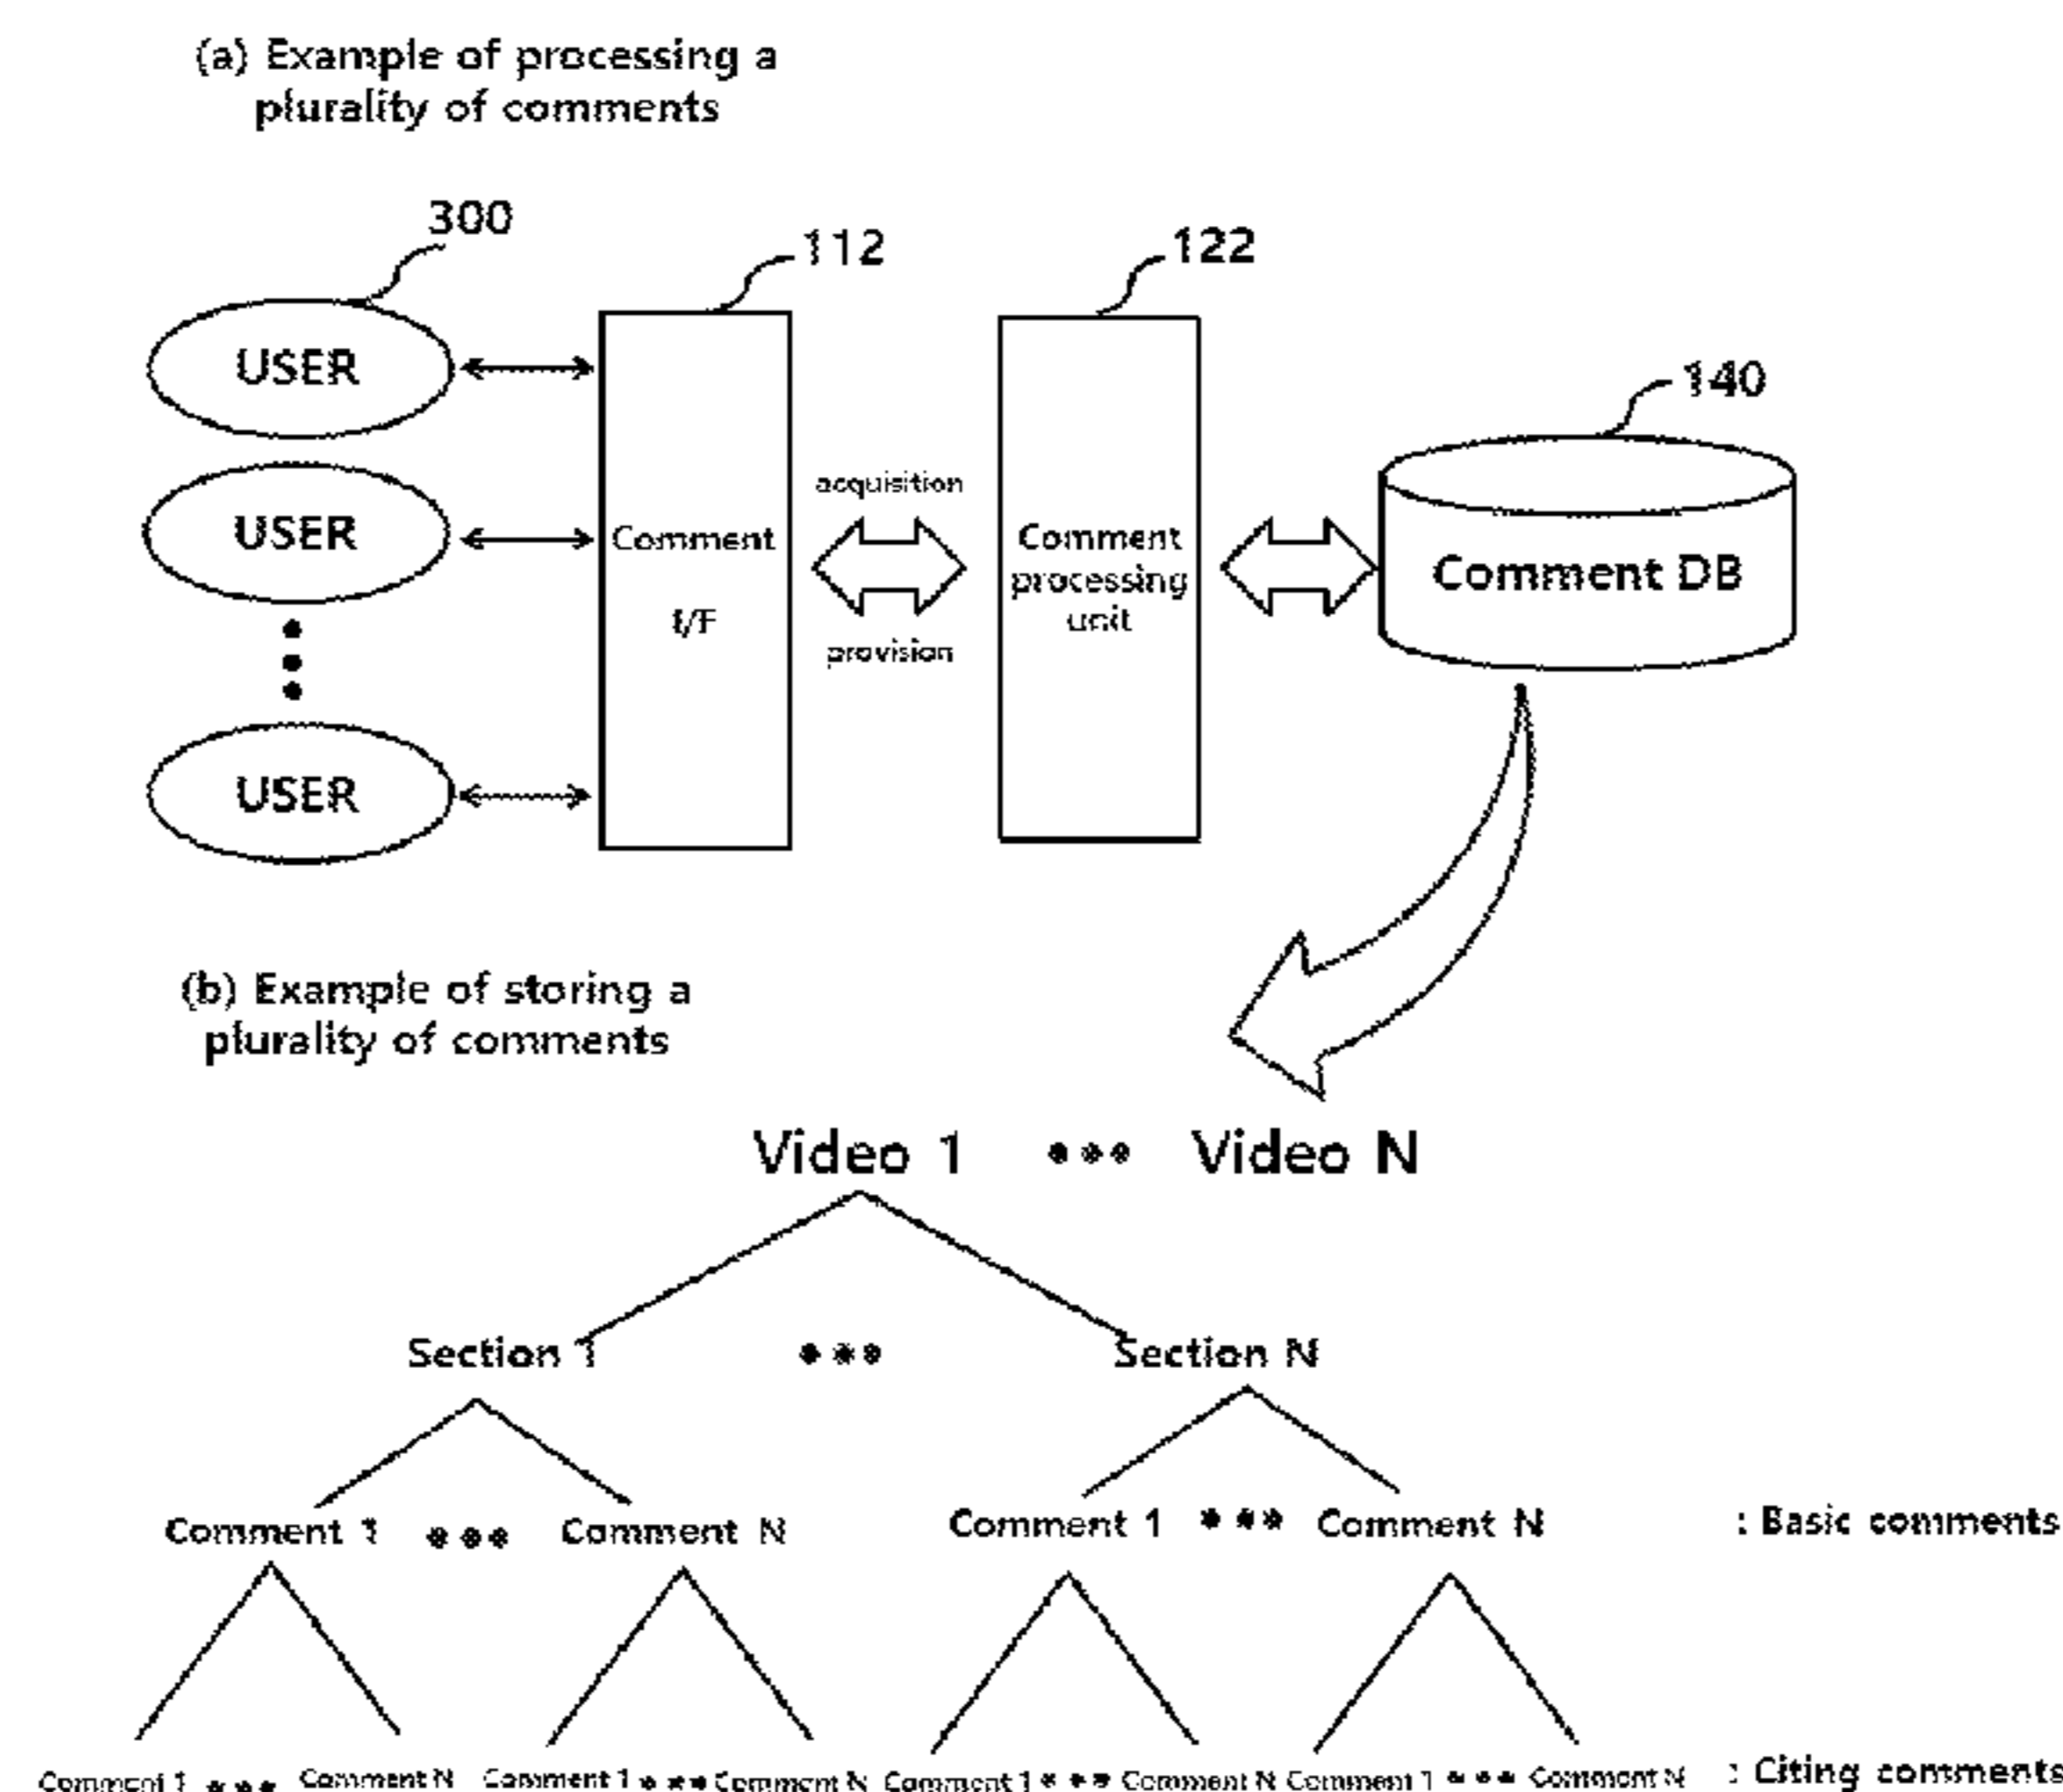 (a) Example of processing a
plurality of comments
300
112
122
140
USER
USER
USER
Comment
I/F
acquisition
provision
Comment
processing
unit
Comment DB
(b) Example of storing a
plurality of comments
Video 1 ••• Video N
Section 1 ••• Section N
Comment 1 ••• Comment N Comment 1 ••• Comment N : Basic comments
Comment 1 ••• Comment N Comment 1 ••• Comment N Comment 1 ••• Comment N Comment 1 ••• Comment N : Citing comments